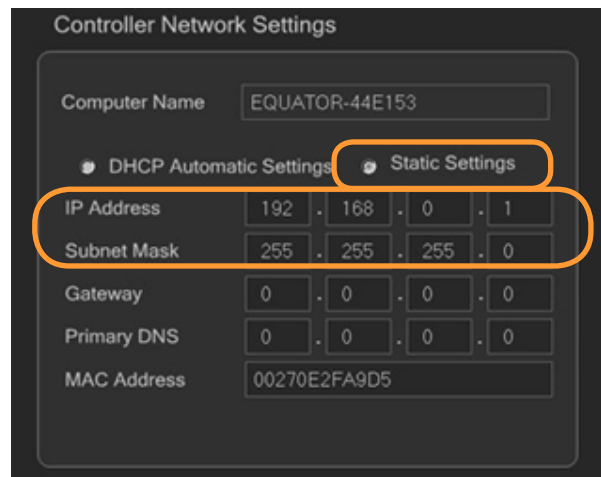 Controller Network Settings
Computer Name EQUATOR-44E153
DHCP Automatic Settings Static Settings
IP Address 192 . 168 . 0 . 1
Subnet Mask 255 . 255 . 255 . 0
Gateway 0 . 0 . 0 . 0
Primary DNS 0 . 0 . 0 . 0
MAC Address 00270E2FA9D5